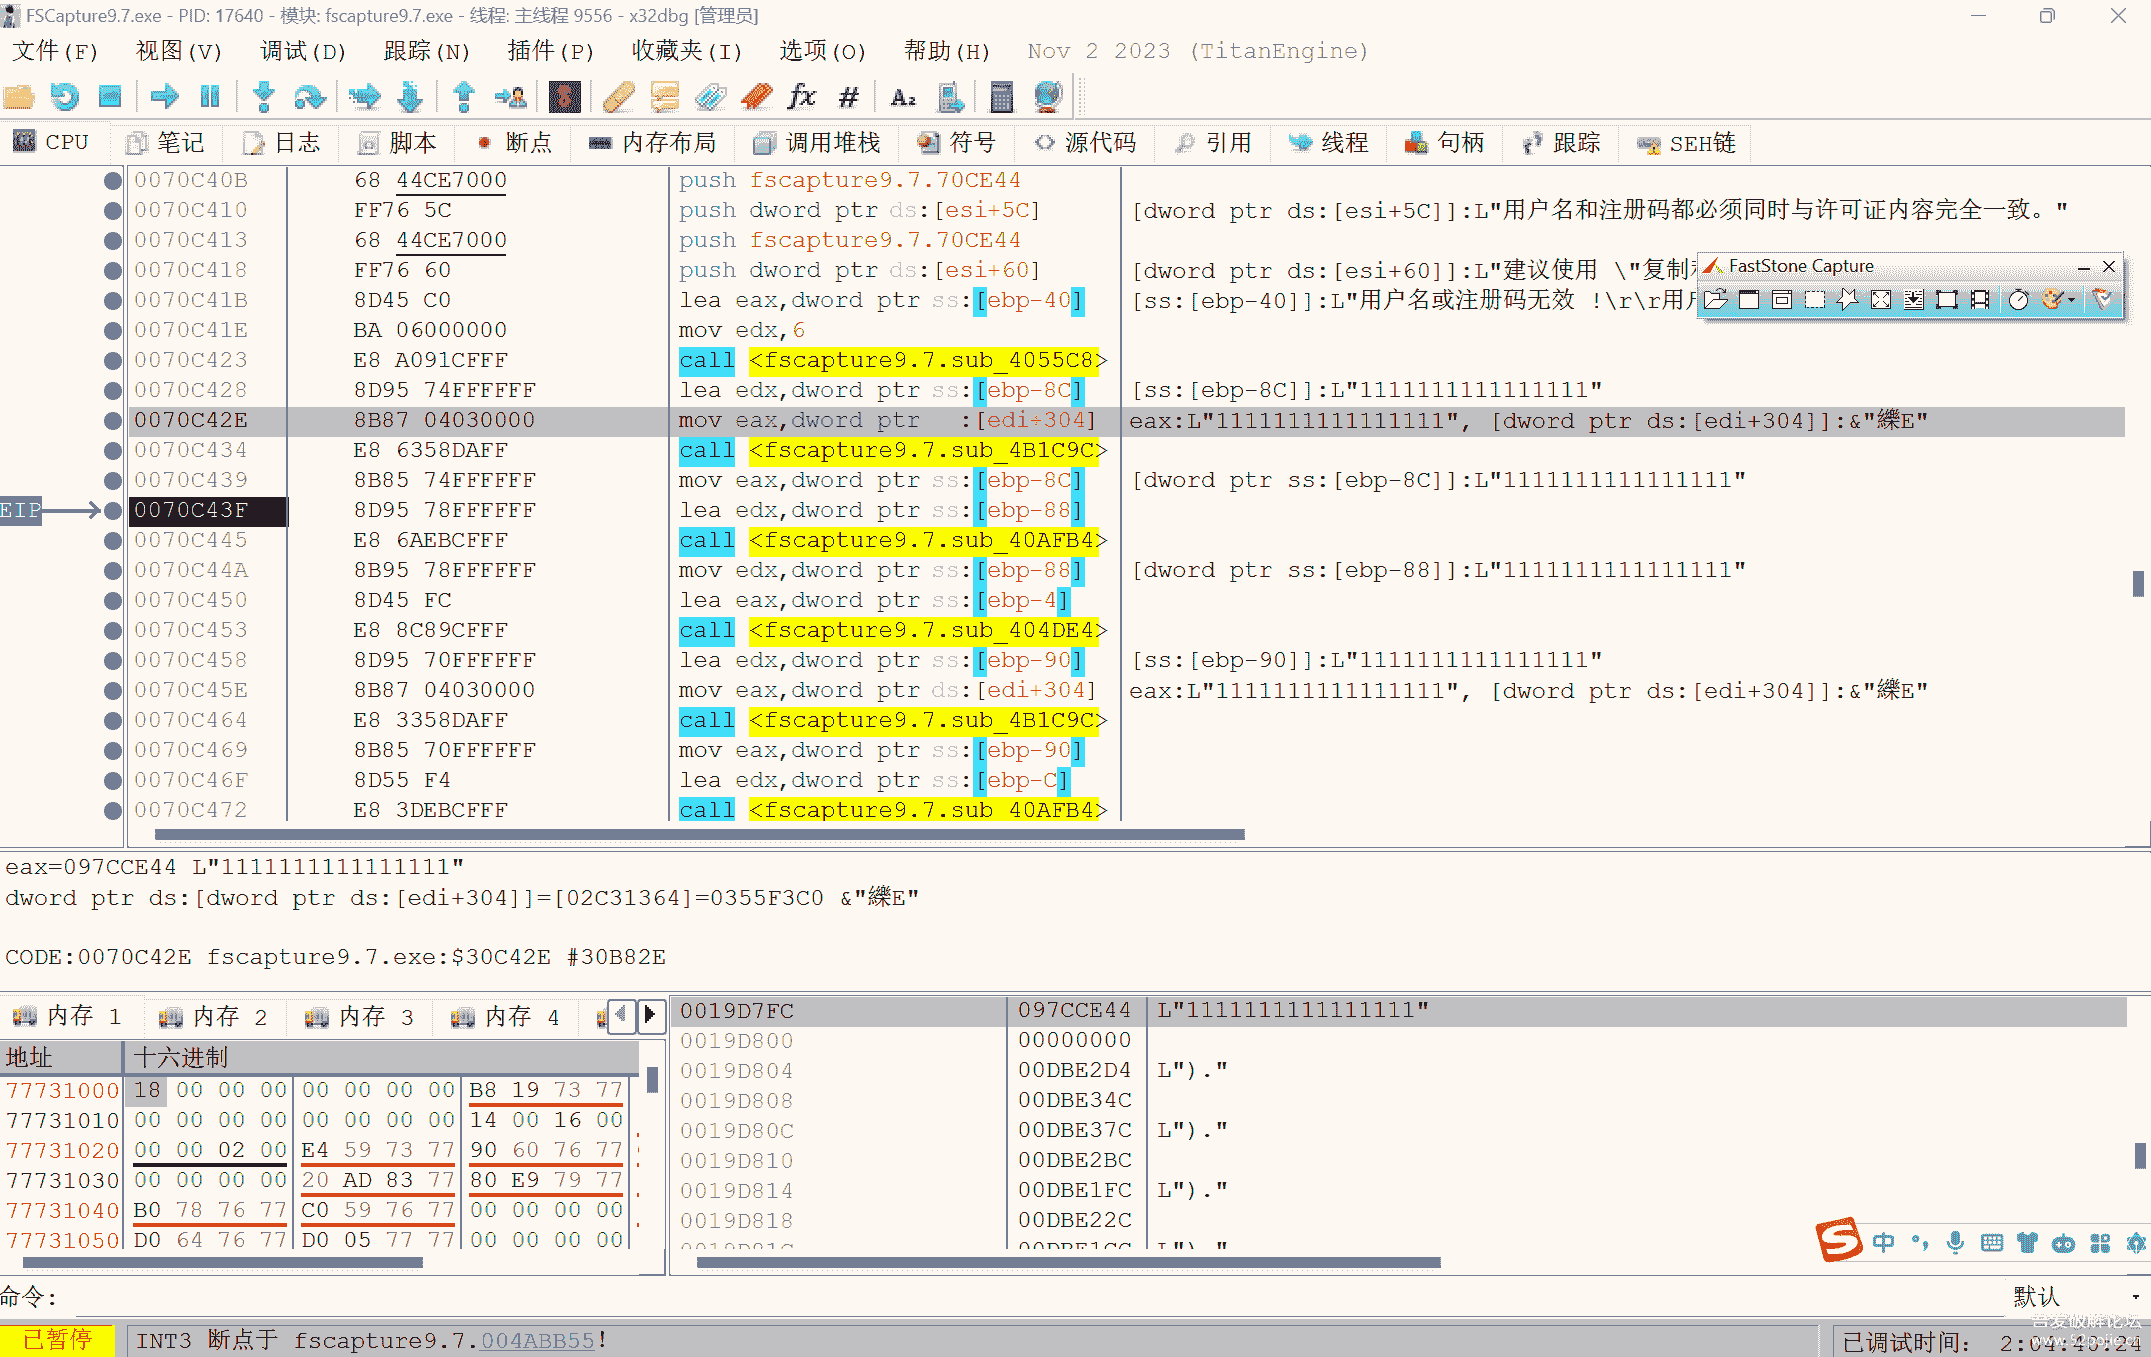 FSCapture9.7.exe - PID: 17640 - 模块: fscapture9.7.exe - 线程: 主线程 9556 - x32dbg [管理员]
文件(F) 视图(V) 调试(D) 跟踪(N) 插件(P) 收藏夹(I) 选项(O) 帮助(H) Nov 2 2023 (TitanEngine)
CPU 笔记 日志 脚本 断点 内存布局 调用堆栈 符号 源代码 引用 线程 句柄 跟踪 SEH链
0070C40B 68 44CE7000 push fscapture9.7.70CE44
0070C410 FF76 5C push dword ptr ds:[esi+5C] [dword ptr ds:[esi+5C]]:L"用户名和注册码都必须同时与许可证内容完全一致。"
0070C413 68 44CE7000 push fscapture9.7.70CE44
0070C418 FF76 60 push dword ptr ds:[esi+60] [dword ptr ds:[esi+60]]:L"建议使用 \"复制
FastStone Capture
0070C41B 8D45 C0 lea eax,dword ptr ss:[ebp-40] [ss:[ebp-40]]:L"用户名或注册码无效 !\r\r用户
0070C41E BA 06000000 mov edx,6
0070C423 E8 A091CFFF call <fscapture9.7.sub_4055C8>
0070C428 8D95 74FFFFFF lea edx,dword ptr ss:[ebp-8C] [ss:[ebp-8C]]:L"1111111111111111"
0070C42E 8B87 04030000 mov eax,dword ptr :[edi+304] eax:L"1111111111111111", [dword ptr ds:[edi+304]]:&"纅E"
0070C434 E8 6358DAFF call <fscapture9.7.sub_4B1C9C>
0070C439 8B85 74FFFFFF mov eax,dword ptr ss:[ebp-8C] [dword ptr ss:[ebp-8C]]:L"1111111111111111"
EIP 0070C43F 8D95 78FFFFFF lea edx,dword ptr ss:[ebp-88]
0070C445 E8 6AEBCFFF call <fscapture9.7.sub_40AFB4>
0070C44A 8B95 78FFFFFF mov edx,dword ptr ss:[ebp-88] [dword ptr ss:[ebp-88]]:L"1111111111111111"
0070C450 8D45 FC lea eax,dword ptr ss:[ebp-4]
0070C453 E8 8C89CFFF call <fscapture9.7.sub_404DE4>
0070C458 8D95 70FFFFFF lea edx,dword ptr ss:[ebp-90] [ss:[ebp-90]]:L"1111111111111111"
0070C45E 8B87 04030000 mov eax,dword ptr ds:[edi+304] eax:L"1111111111111111", [dword ptr ds:[edi+304]]:&"纅E"
0070C464 E8 3358DAFF call <fscapture9.7.sub_4B1C9C>
0070C469 8B85 70FFFFFF mov eax,dword ptr ss:[ebp-90]
0070C46F 8D55 F4 lea edx,dword ptr ss:[ebp-C]
0070C472 E8 3DEBCFFF call <fscapture9.7.sub_40AFB4>
eax=097CCE44 L"1111111111111111"
dword ptr ds:[dword ptr ds:[edi+304]]=[02C31364]=0355F3C0 &"纅E"
CODE:0070C42E fscapture9.7.exe:$30C42E #30B82E
内存 1 内存 2 内存 3 内存 4
地址 十六进制
77731000 18 00 00 00 00 00 00 00 B8 19 73 77
77731010 00 00 00 00 00 00 00 00 14 00 16 00
77731020 00 00 02 00 E4 59 73 77 90 60 76 77
77731030 00 00 00 00 20 AD 83 77 80 E9 79 77
77731040 B0 78 76 77 C0 59 76 77 00 00 00 00
77731050 D0 64 76 77 D0 05 77 77 00 00 00 00
0019D7FC 097CCE44 L"1111111111111111"
0019D800 00000000
0019D804 00DBE2D4 L")."
0019D808 00DBE34C
0019D80C 00DBE37C L")."
0019D810 00DBE2BC
0019D814 00DBE1FC L")."
0019D818 00DBE22C
0019D81C 00DBE1CC L")."
中
命令:
默认
已暂停 INT3 断点于 fscapture9.7.004ABB55! 已调试时间: 2:04:40:24
吾爱破解论坛
www.52pojie.cn